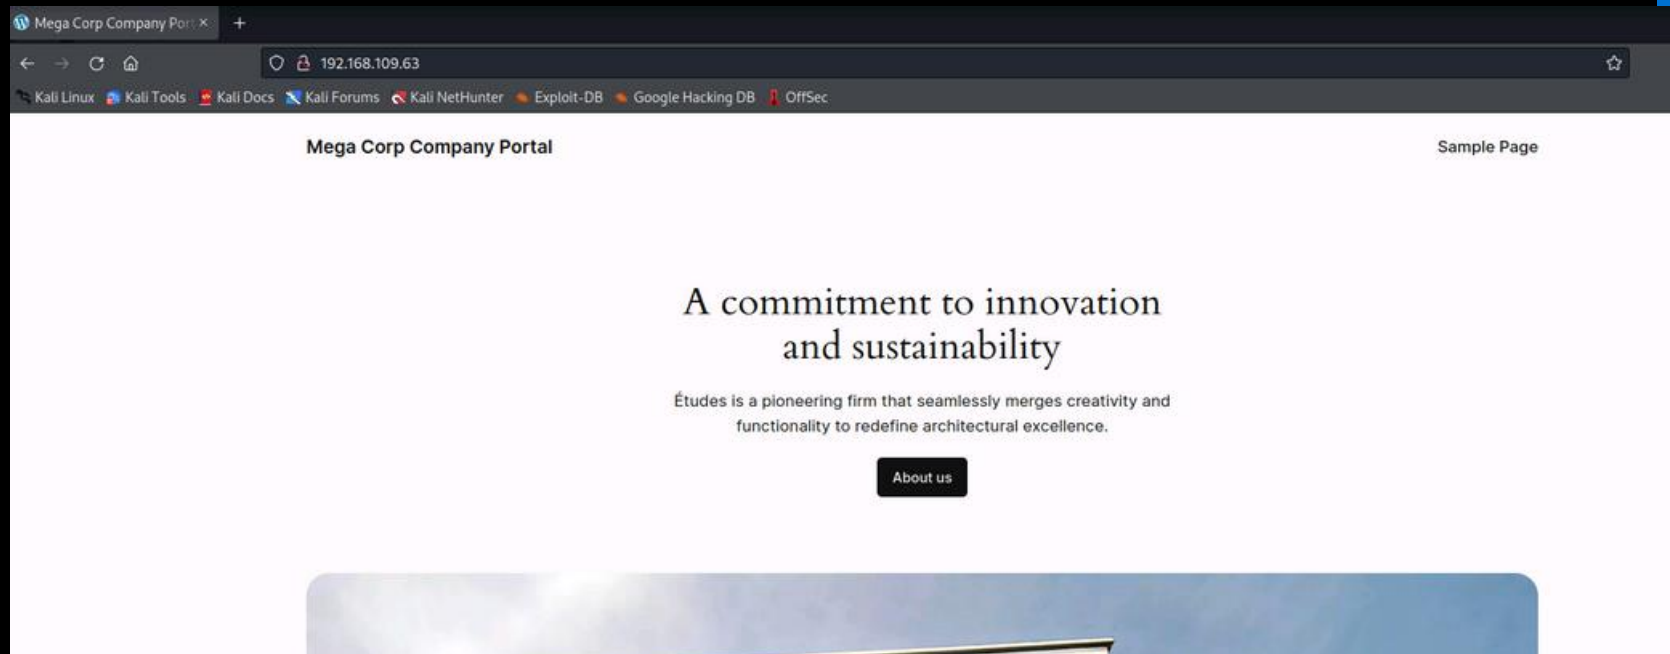 Mega Corp Company Port
192.168.109.63
Kali Linux Kali Tools Kali Docs Kali Forums Kali NetHunter Exploit-DB Google Hacking DB OffSec
Mega Corp Company Portal Sample Page
A commitment to innovation
and sustainability
Études is a pioneering firm that seamlessly merges creativity and
functionality to redefine architectural excellence.
About us